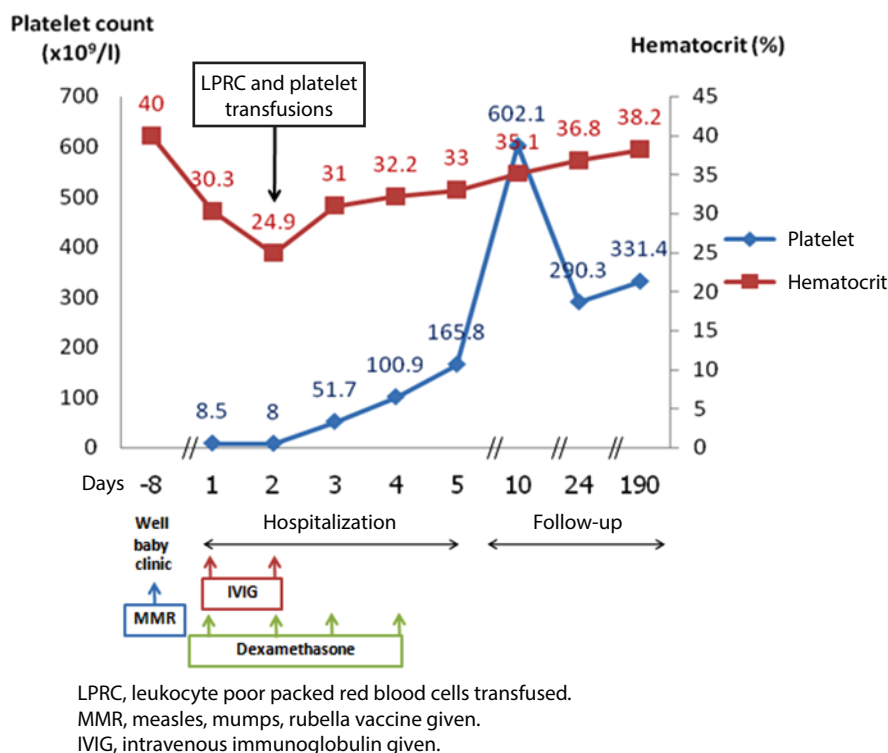 Platelet count
(x10⁹/l)
Hematocrit (%)
LPRC and platelet
transfusions
700
600
500
400
300
200
100
0
45
40
35
30
25
20
15
10
5
0
40
30.3
24.9
31
32.2
33
35.1
36.8
38.2
8.5
8
51.7
100.9
165.8
602.1
290.3
331.4
Platelet
Hematocrit
Days -8 1 2 3 4 5 10 24 190
Well
baby
clinic
Hospitalization
Follow-up
MMR
IVIG
Dexamethasone
LPRC, leukocyte poor packed red blood cells transfused.
MMR, measles, mumps, rubella vaccine given.
IVIG, intravenous immunoglobulin given.